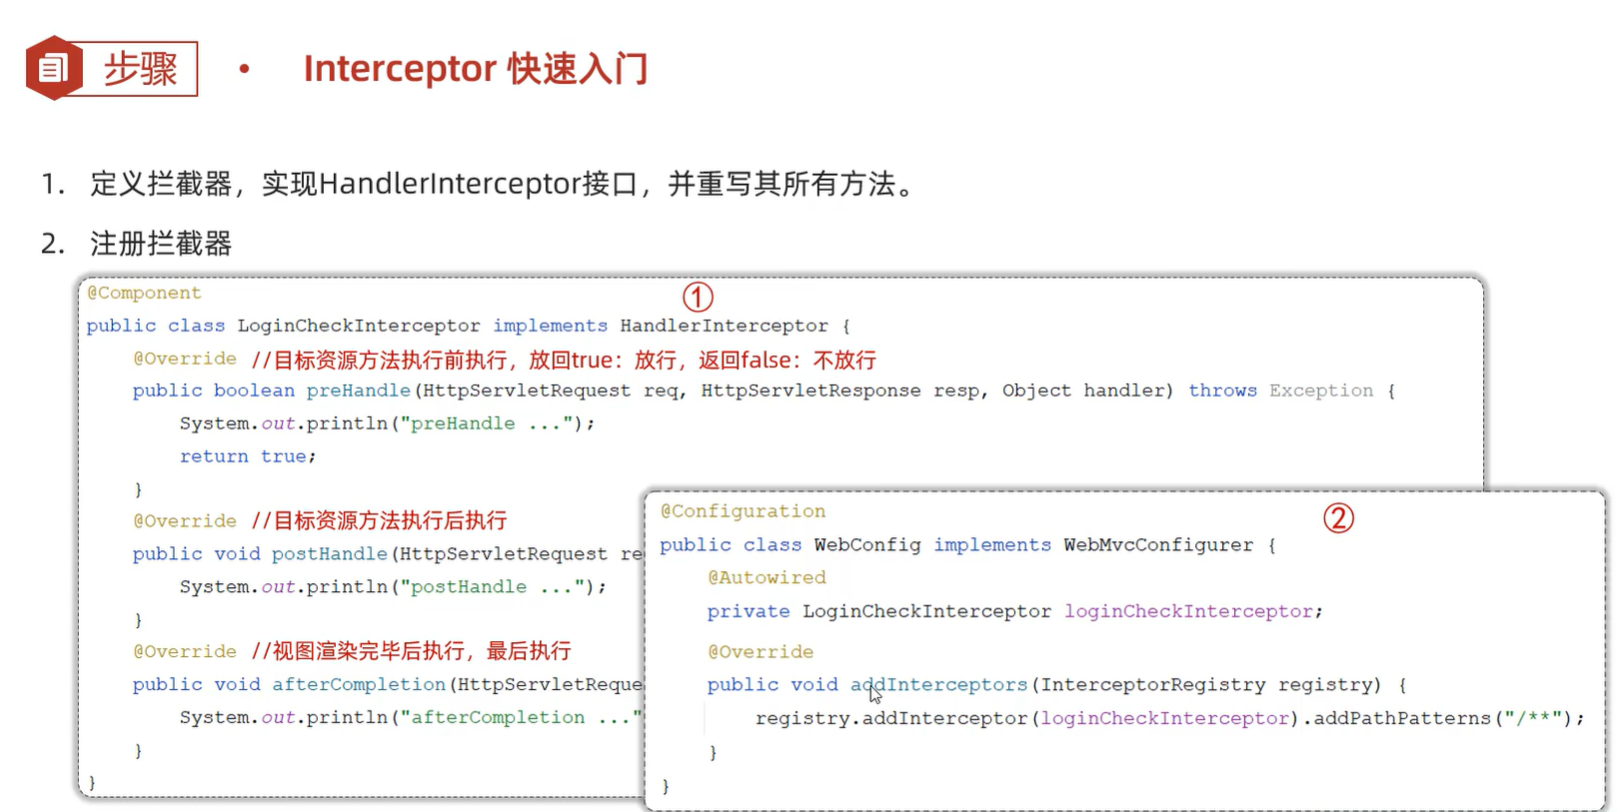 步骤 • Interceptor 快速入门
1. 定义拦截器，实现HandlerInterceptor接口，并重写其所有方法。
2. 注册拦截器
①
@Component
public class LoginCheckInterceptor implements HandlerInterceptor {
@Override //目标资源方法执行前执行，放回true：放行，返回false：不放行
public boolean preHandle(HttpServletRequest req, HttpServletResponse resp, Object handler) throws Exception {
System.out.println("preHandle ...");
return true;
}
@Override //目标资源方法执行后执行
public void postHandle(HttpServletRequest re
System.out.println("postHandle ...");
}
@Override //视图渲染完毕后执行，最后执行
public void afterCompletion(HttpServletReque
System.out.println("afterCompletion ..."
}
}
②
@Configuration
public class WebConfig implements WebMvcConfigurer {
@Autowired
private LoginCheckInterceptor loginCheckInterceptor;
@Override
public void addInterceptors(InterceptorRegistry registry) {
registry.addInterceptor(loginCheckInterceptor).addPathPatterns("/**");
}
}